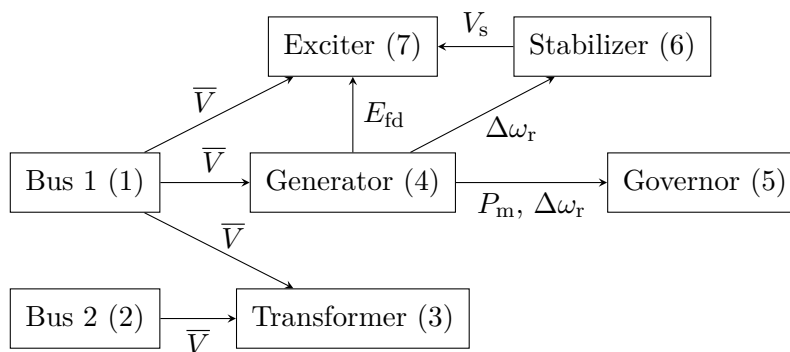 Exciter (7)
V_s
Stabilizer (6)
V̅
E_fd
Δω_r
Bus 1 (1)
V̅
Generator (4)
P_m, Δω_r
Governor (5)
V̅
Bus 2 (2)
V̅
Transformer (3)